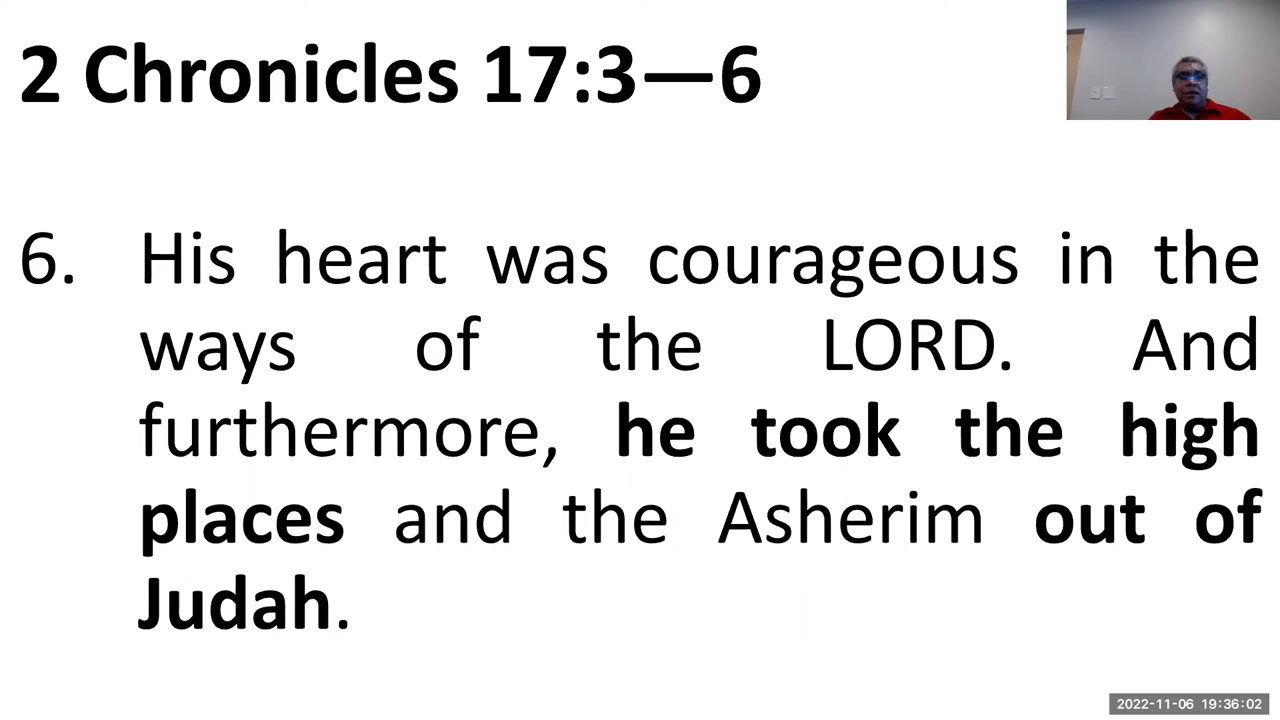 2 Chronicles 17:3—6
6. His heart was courageous in the
ways of the LORD. And
furthermore, he took the high
places and the Asherim out of
Judah.
2022-11-06 19:36:02